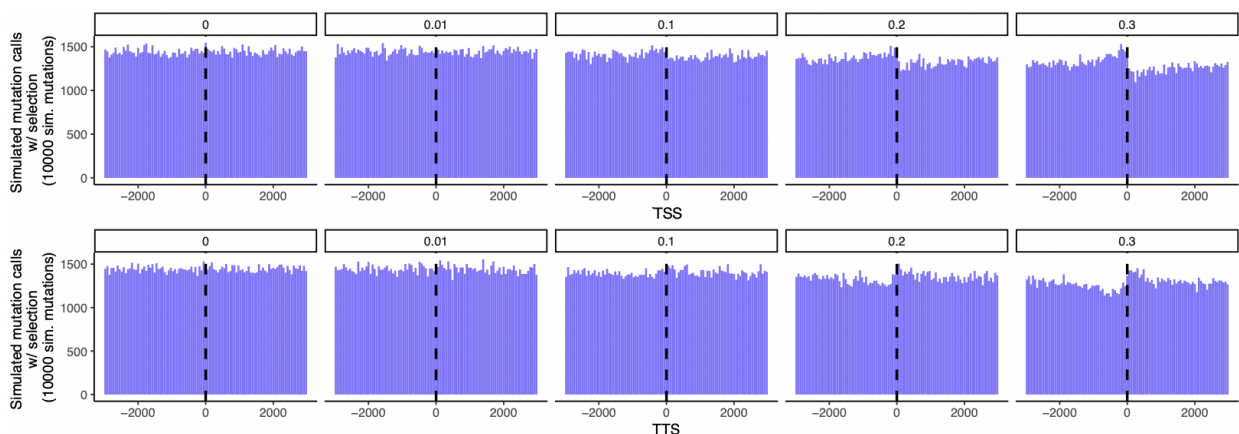 0 0.01 0.1 0.2 0.3
Simulated mutation calls
w/ selection
(10000 sim. mutations)
1500
1000
500
0
−2000 0 2000 −2000 0 2000 −2000 0 2000 −2000 0 2000 −2000 0 2000
TSS
0 0.01 0.1 0.2 0.3
Simulated mutation calls
w/ selection
(10000 sim. mutations)
1500
1000
500
0
−2000 0 2000 −2000 0 2000 −2000 0 2000 −2000 0 2000 −2000 0 2000
TTS